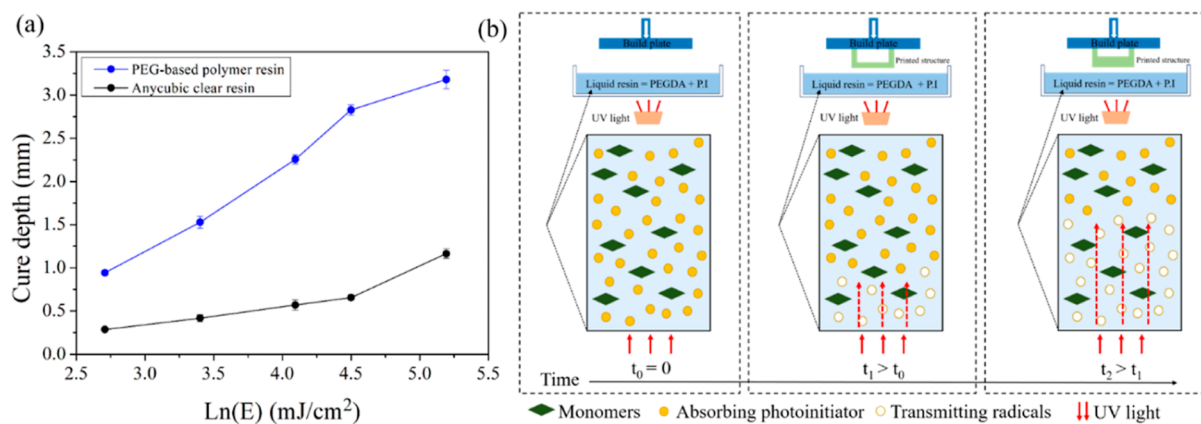 (a)
3.5
3.0
2.5
2.0
1.5
1.0
0.5
0.0
Cure depth (mm)
PEG-based polymer resin
Anycubic clear resin
2.5 3.0 3.5 4.0 4.5 5.0 5.5
Ln(E) (mJ/cm²)
(b)
Build plate
Liquid resin = PEGDA + P.I
UV light
t₀ = 0
Build plate
Printed structure
Liquid resin = PEGDA + P.I
UV light
t₁ > t₀
Build plate
Printed structure
Liquid resin = PEGDA + P.I
UV light
t₂ > t₁
Time
Monomers Absorbing photoinitiator Transmitting radicals UV light